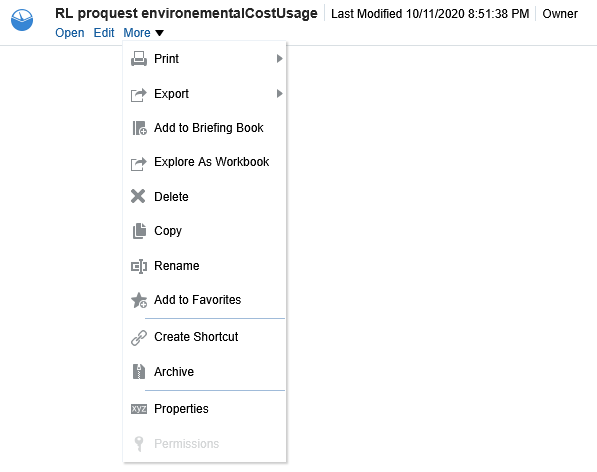 RL proquest environementalCostUsage | Last Modified 10/11/2020 8:51:38 PM | Owner
Open Edit More
Print
Export
Add to Briefing Book
Explore As Workbook
Delete
Copy
Rename
Add to Favorites
Create Shortcut
Archive
xyz Properties
Permissions